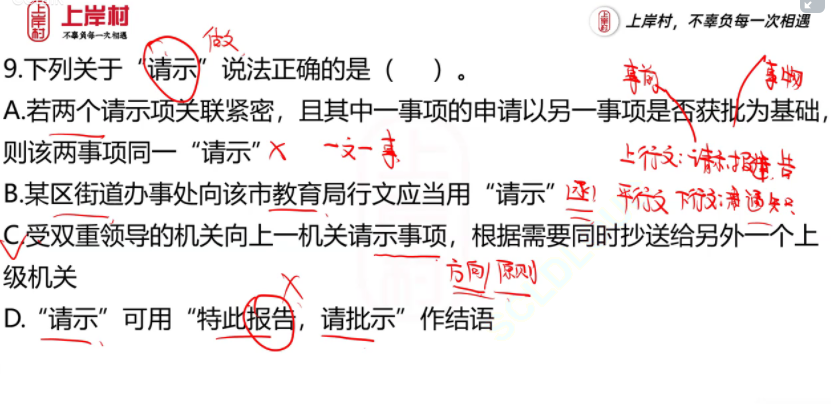 上岸村
上岸村
不辜负每一次相遇
上岸村
上岸村，不辜负每一次相遇
做文
9.下列关于“请示”说法正确的是（ ）。
事前
A.若两个请示项关联紧密，且其中一事项的申请以另一事项是否获批为基础，
则该两事项同一“请示”× 一文一事
上行文：请示报告
B.某区街道办事处向该市教育局行文应当用“请示”函
平行文 下行文：通知
C.受双重领导的机关向上一机关请示事项，根据需要同时抄送给另外一个上
级机关
方向/原则
×
D.“请示”可用“特此报告，请批示”作结语